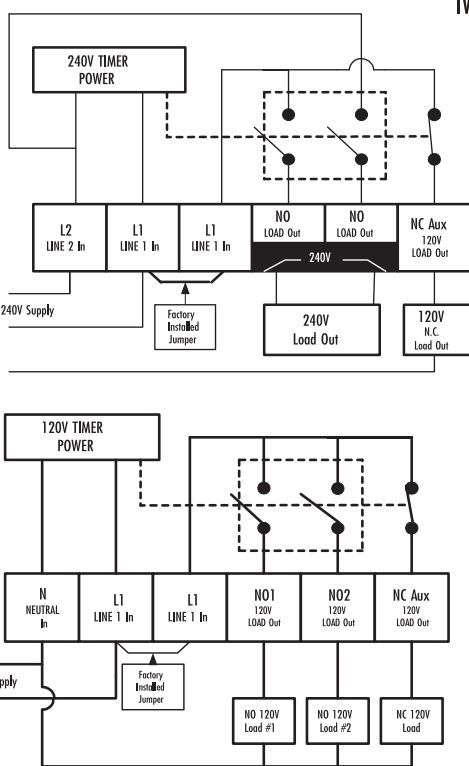 240V TIMER
POWER
L2
LINE 2 In
L1
LINE 1 In
L1
LINE 1 In
NO
LOAD Out
NO
LOAD Out
NC Aux
120V
LOAD Out
240V
240V Supply
Factory
Installed
Jumper
240V
Load Out
120V
N.C.
Load Out
120V TIMER
POWER
N
NEUTRAL
In
L1
LINE 1 In
L1
LINE 1 In
NO1
120V
LOAD Out
NO2
120V
LOAD Out
NC Aux
120V
LOAD Out
pply
Factory
Installed
Jumper
NO 120V
Load #1
NO 120V
Load #2
NC 120V
Load